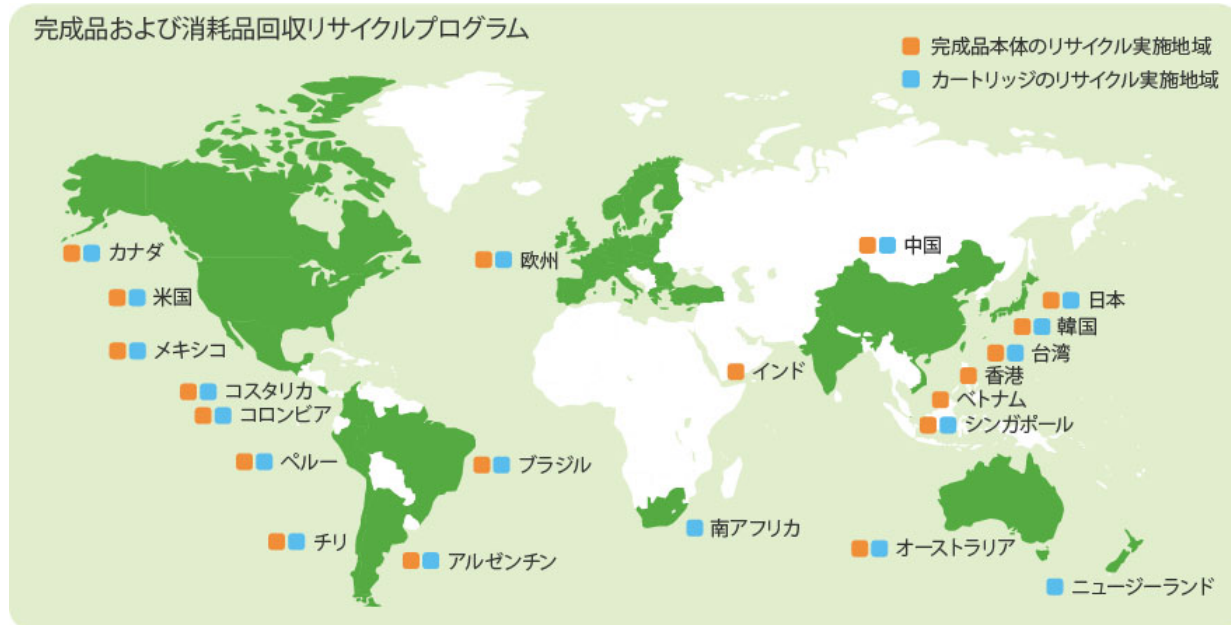 完成品および消耗品回収リサイクルプログラム
完成品本体のリサイクル実施地域
カートリッジのリサイクル実施地域
カナダ
米国
メキシコ
コスタリカ
コロンビア
ペルー
ブラジル
チリ
アルゼンチン
欧州
南アフリカ
インド
中国
日本
韓国
台湾
香港
ベトナム
シンガポール
オーストラリア
ニュージーランド